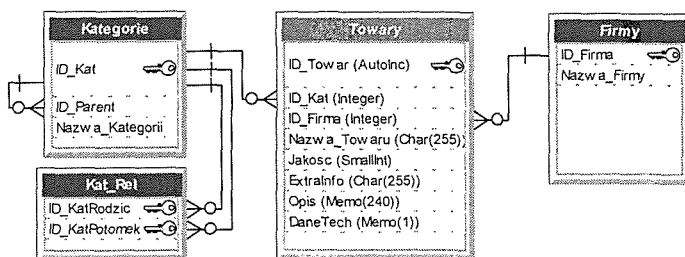 Kategorie
ID_Kat
ID_Parent
Nazwa_Kategorii
Kat_Rel
ID_KatRodzic
ID_KatPotomek
Towary
ID_Towar (AutoInc)
ID_Kat (Integer)
ID_Firma (Integer)
Nazwa_Towaru (Char(255))
Jakosc (SmallInt)
ExtraInfo (Char(255))
Opis (Memo(240))
DaneTech (Memo(1))
Firmy
ID_Firma
Nazwa_Firmy